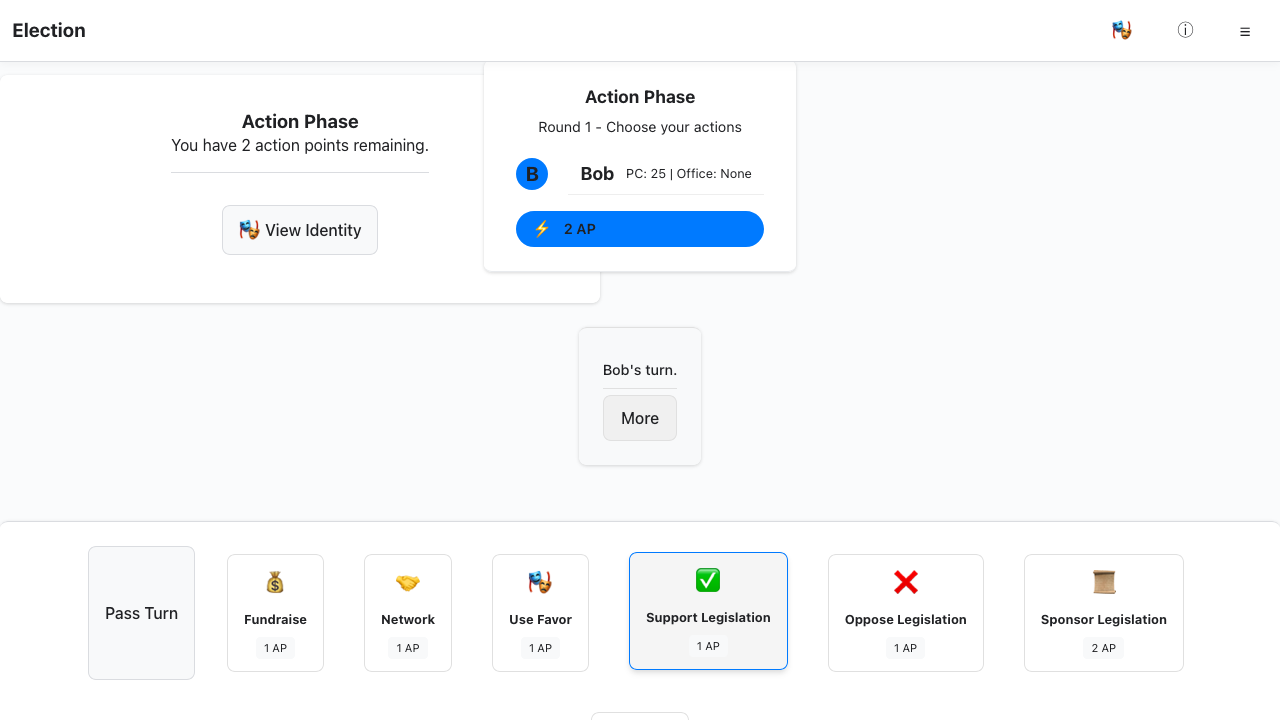 Election
ⓘ
≡
Action Phase
You have 2 action points remaining.
View Identity
Action Phase
Round 1 - Choose your actions
B
Bob
PC: 25 | Office: None
2 AP
Bob's turn.
More
Pass Turn
Fundraise
1 AP
Network
1 AP
Use Favor
1 AP
Support Legislation
1 AP
Oppose Legislation
1 AP
Sponsor Legislation
2 AP